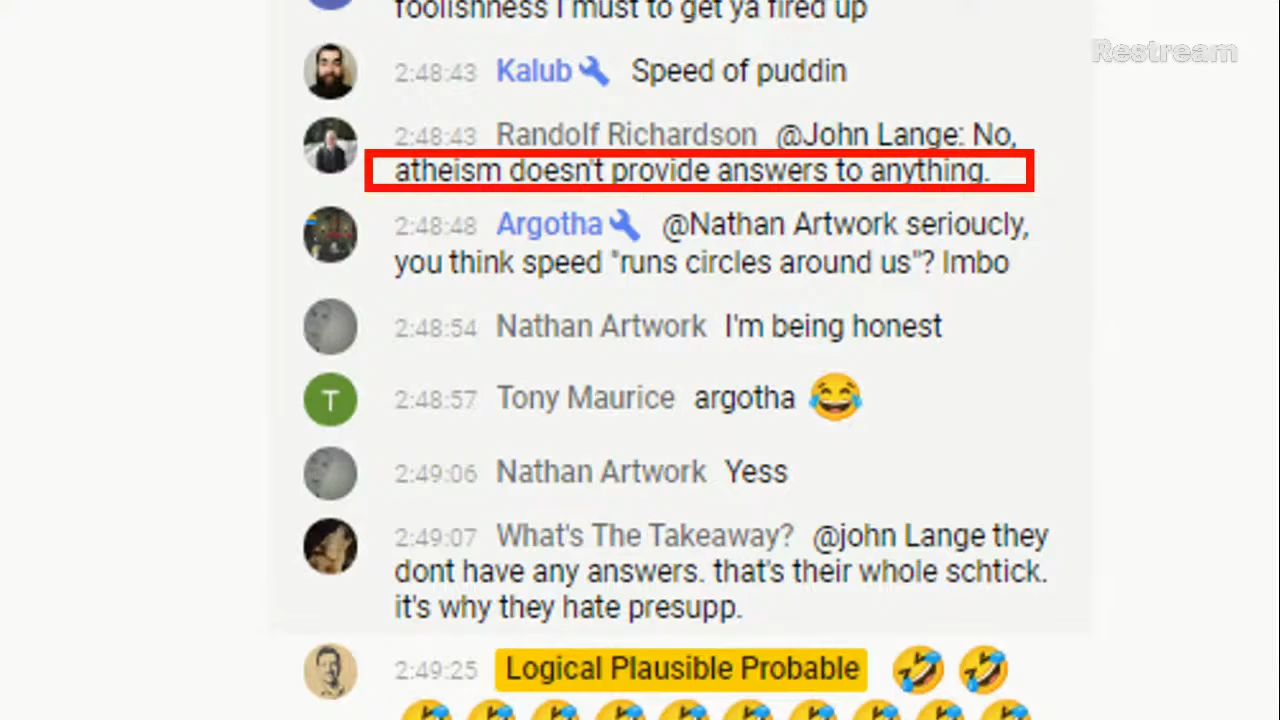 foolishness I must to get ya fired up
Restream
2:48:43 Kalub Speed of puddin
2:48:43 Randolf Richardson @John Lange: No,
atheism doesn't provide answers to anything.
2:48:48 Argotha @Nathan Artwork serioucly,
you think speed "runs circles around us"? lmbo
2:48:54 Nathan Artwork I'm being honest
T 2:48:57 Tony Maurice argotha 😂
2:49:06 Nathan Artwork Yess
2:49:07 What's The Takeaway? @john Lange they
dont have any answers. that's their whole schtick.
it's why they hate presupp.
2:49:25 Logical Plausible Probable 🤣 🤣